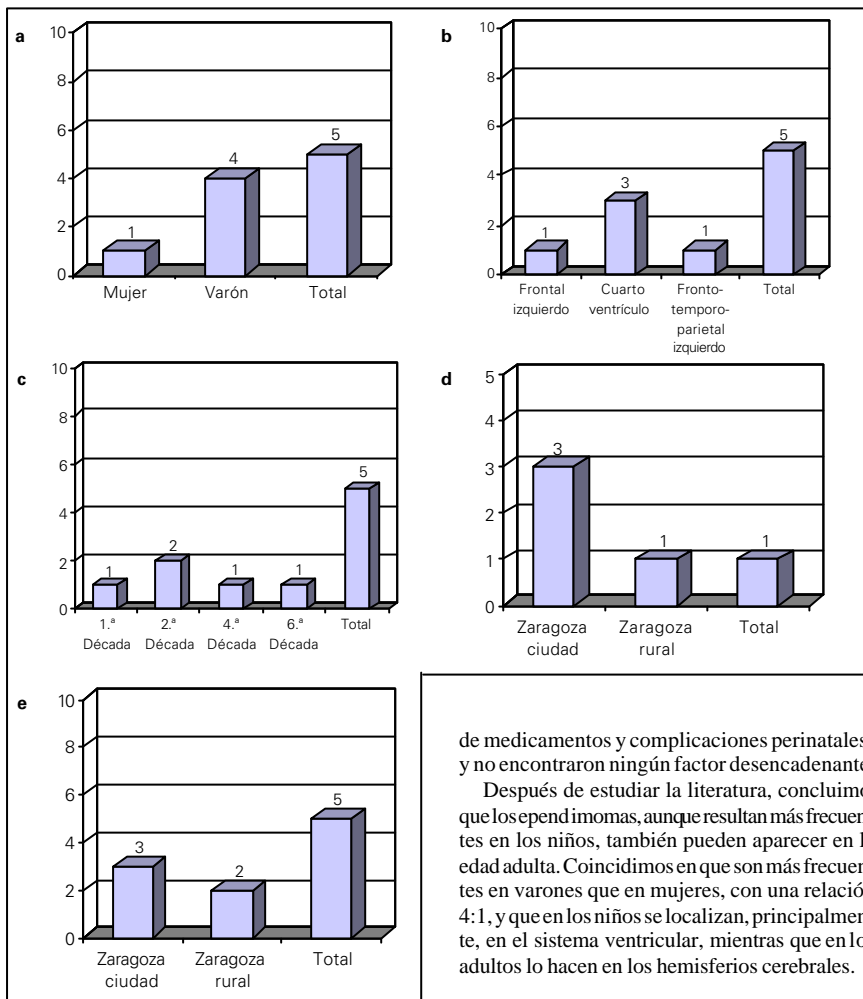 a
10
8
6
4
2
0
1
4
5
Mujer
Varón
Total
b
10
8
6
4
2
0
1
3
1
5
Frontal
izquierdo
Cuarto
ventrículo
Fronto-
temporo-
parietal
izquierdo
Total
c
10
8
6
4
2
0
1
2
1
1
5
1.ª
Década
2.ª
Década
4.ª
Década
6.ª
Década
Total
d
5
4
3
2
1
0
3
1
1
Zaragoza
ciudad
Zaragoza
rural
Total
e
10
8
6
4
2
0
3
2
5
Zaragoza
ciudad
Zaragoza
rural
Total
de medicamentos y complicaciones perinatales
y no encontraron ningún factor desencadenante
Después de estudiar la literatura, concluimo
que los ependimomas, aunque resultan más frecuen
tes en los niños, también pueden aparecer en l
edad adulta. Coincidimos en que son más frecuen
tes en varones que en mujeres, con una relació
4:1, y que en los niños se localizan, principalmen
te, en el sistema ventricular, mientras que en lo
adultos lo hacen en los hemisferios cerebrales.